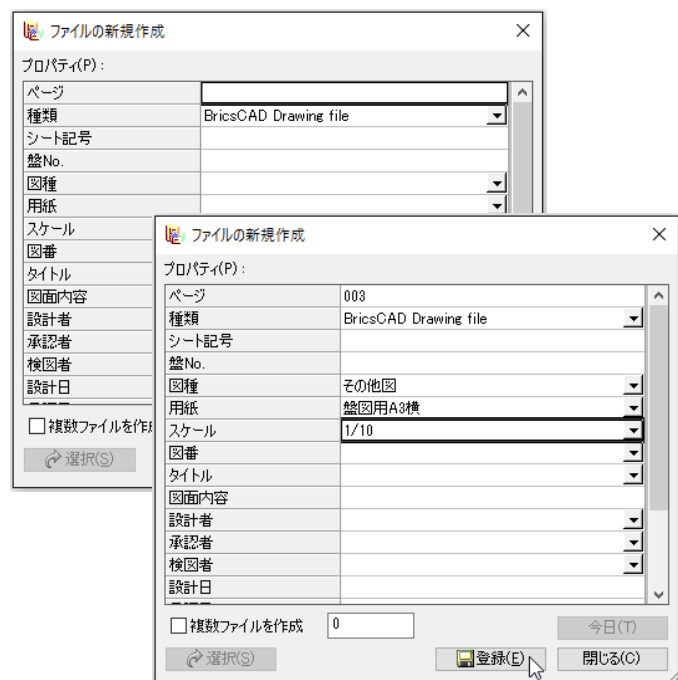 ファイルの新規作成
プロパティ(P):
ページ
種類 BricsCAD Drawing file
シート記号
盤No.
図種
用紙
スケール
図番
タイトル
図面内容
設計者
承認者
検図者
設計日
複数ファイルを作
選択(S)
ファイルの新規作成
プロパティ(P):
ページ 003
種類 BricsCAD Drawing file
シート記号
盤No.
図種 その他図
用紙 盤図用A3横
スケール 1/10
図番
タイトル
図面内容
設計者
承認者
検図者
設計日
複数ファイルを作成 0
今日(T)
選択(S) 登録(E) 閉じる(C)